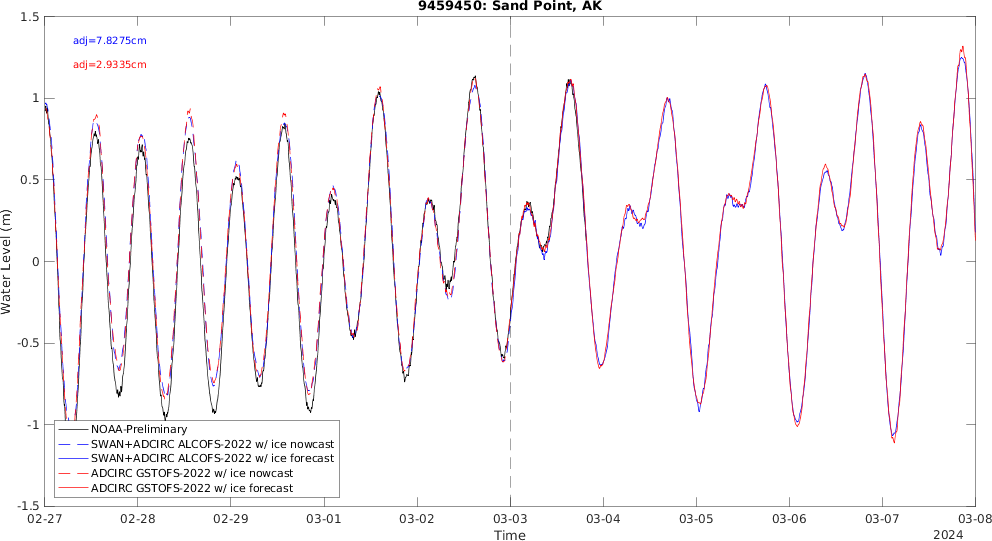 9459450: Sand Point, AK
adj=7.8275cm
adj=2.9335cm
Water Level (m)
1.5
1
0.5
0
-0.5
-1
-1.5
NOAA-Preliminary
SWAN+ADCIRC ALCOFS-2022 w/ ice nowcast
SWAN+ADCIRC ALCOFS-2022 w/ ice forecast
ADCIRC GSTOFS-2022 w/ ice nowcast
ADCIRC GSTOFS-2022 w/ ice forecast
02-27 02-28 02-29 03-01 03-02 03-03 03-04 03-05 03-06 03-07 03-08
Time
2024